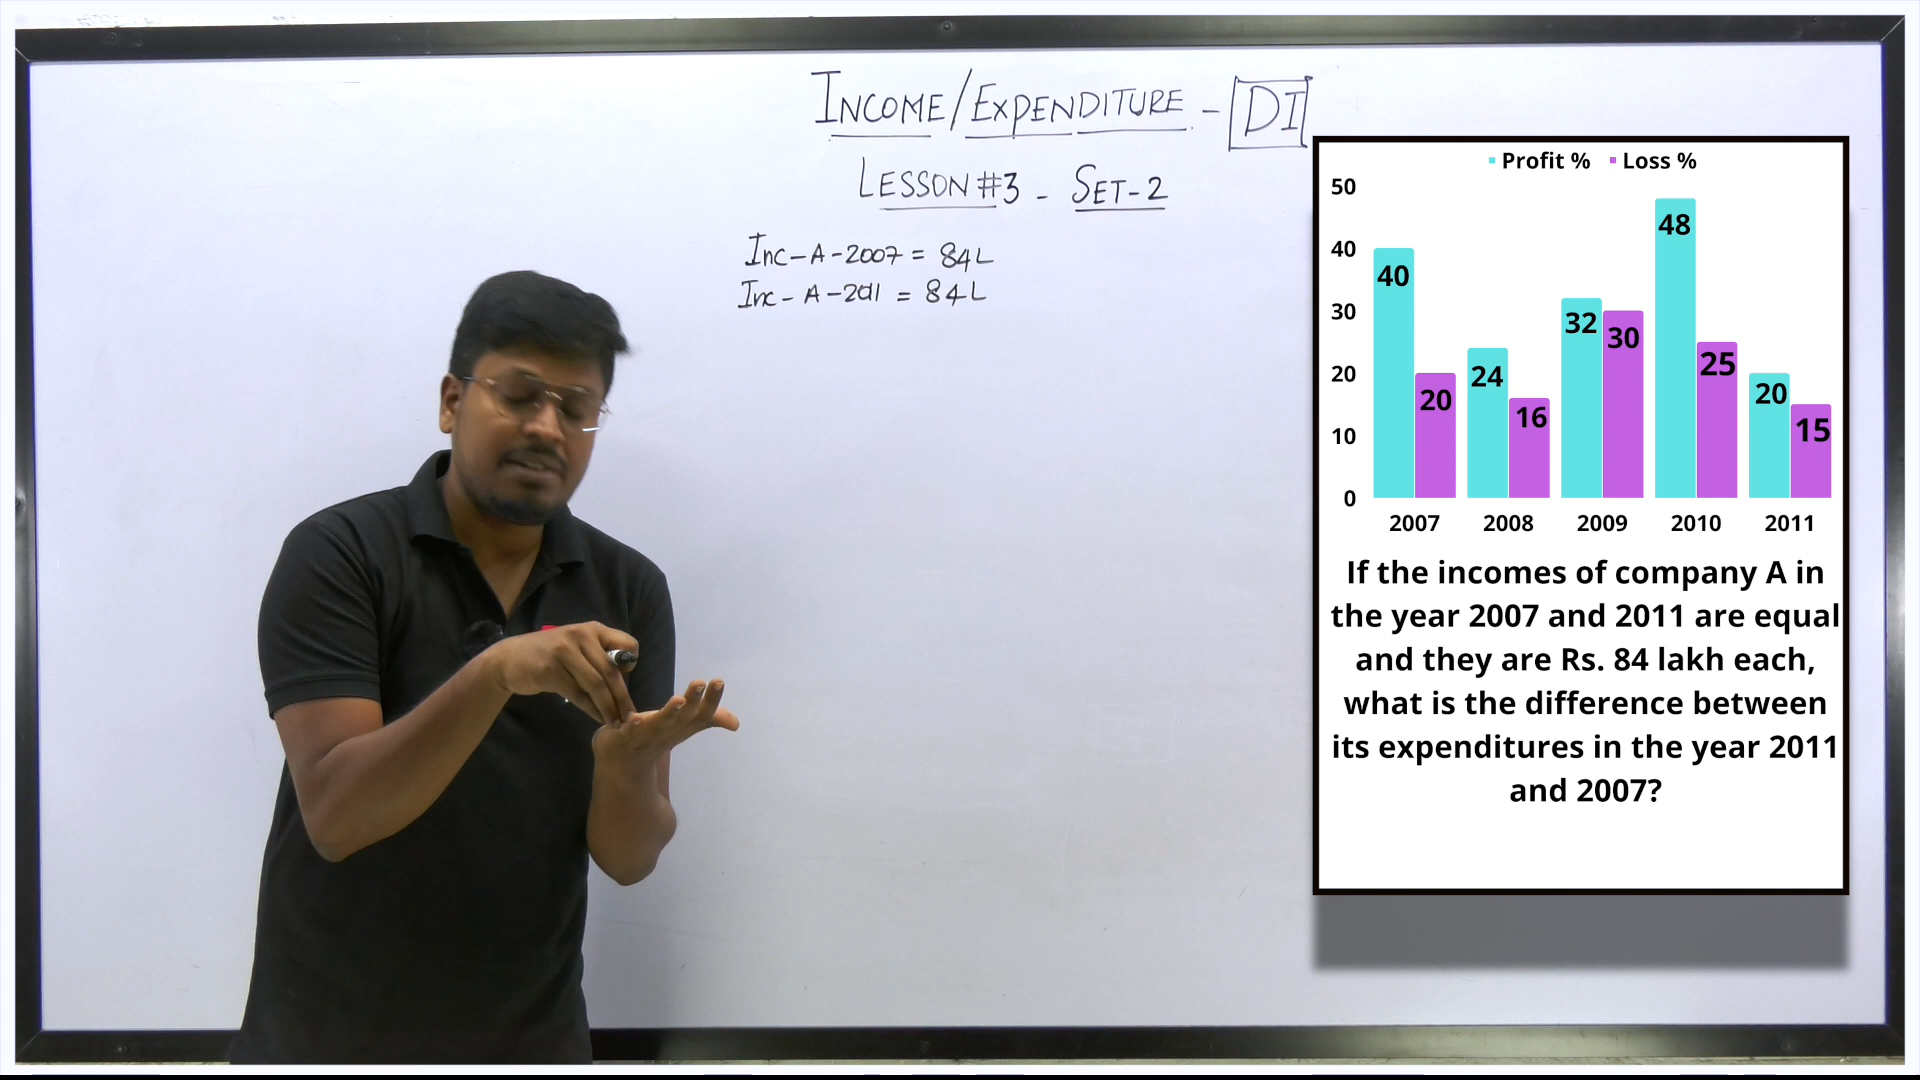 INCOME/EXPENDITURE - DI
LESSON #3 - SET-2
Inc-A-2007 = 84L
Inc-A-2011 = 84L
Profit % Loss %
50
40
30
20
10
0
40 20 24 16 32 30 48 25 20 15
2007 2008 2009 2010 2011
If the incomes of company A in
the year 2007 and 2011 are equal
and they are Rs. 84 lakh each,
what is the difference between
its expenditures in the year 2011
and 2007?